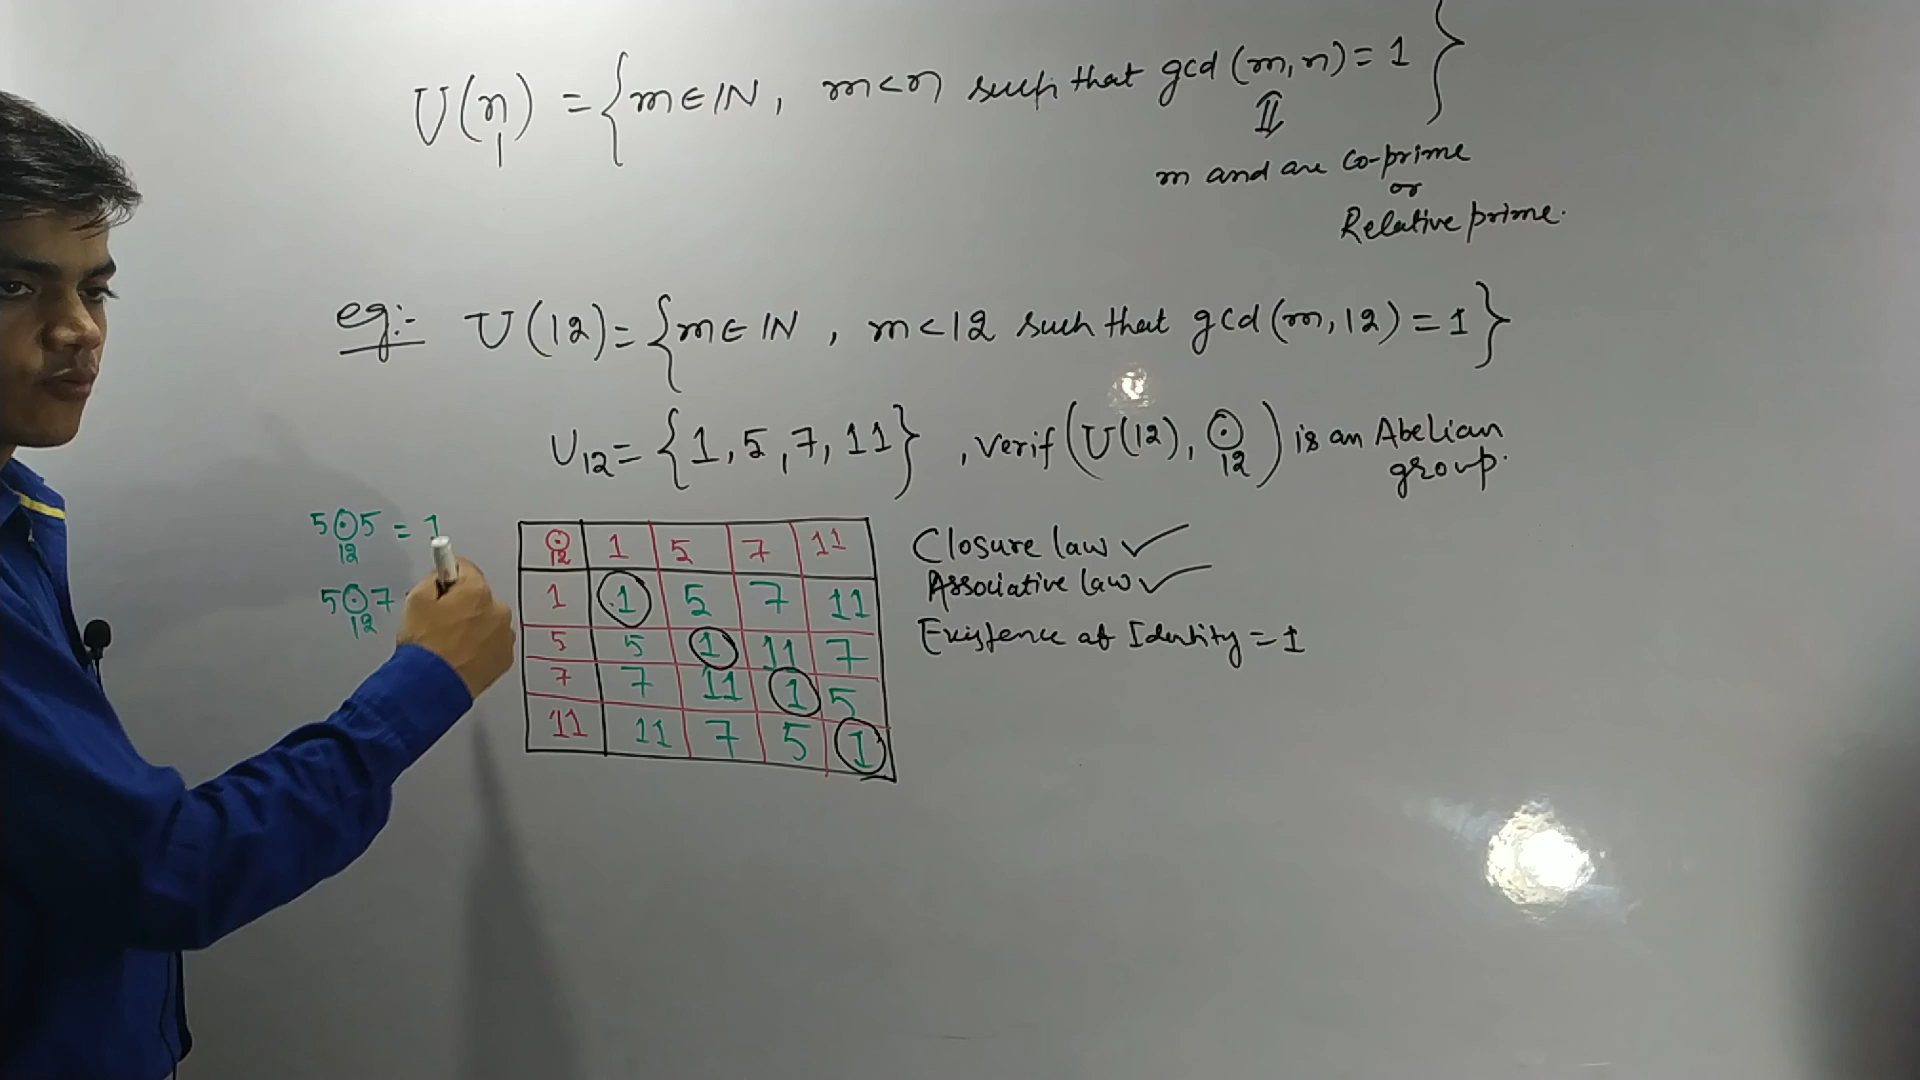 U(n) = {m∈IN, m<n such that gcd(m,n)=1}
m and are Co-prime
or
Relative prime.
eg:- U(12)= {m∈IN, m<12 such that gcd(m,12)=1}
U12= {1,5,7,11}, verif (U(12), ⊙12) is an Abelian
group.
5⊙12 5 = 1
5⊙12 7
⊙12 1 5 7 11
1 1 5 7 11
5 5 1 11 7
7 7 11 1 5
11 11 7 5 1
Closure law ✓
Associative law ✓
Existence of Identity = 1